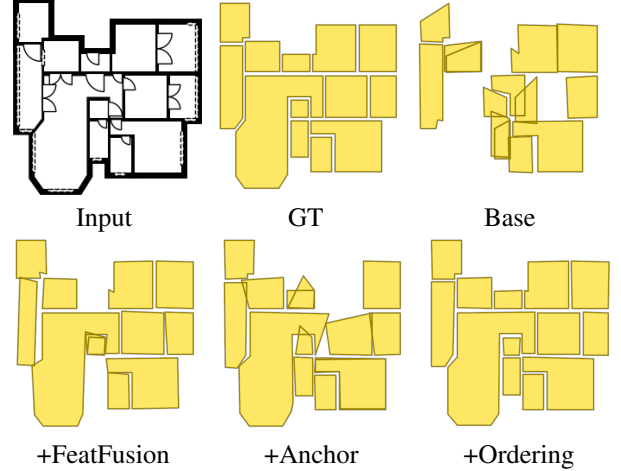 Input GT Base
+FeatFusion +Anchor +Ordering